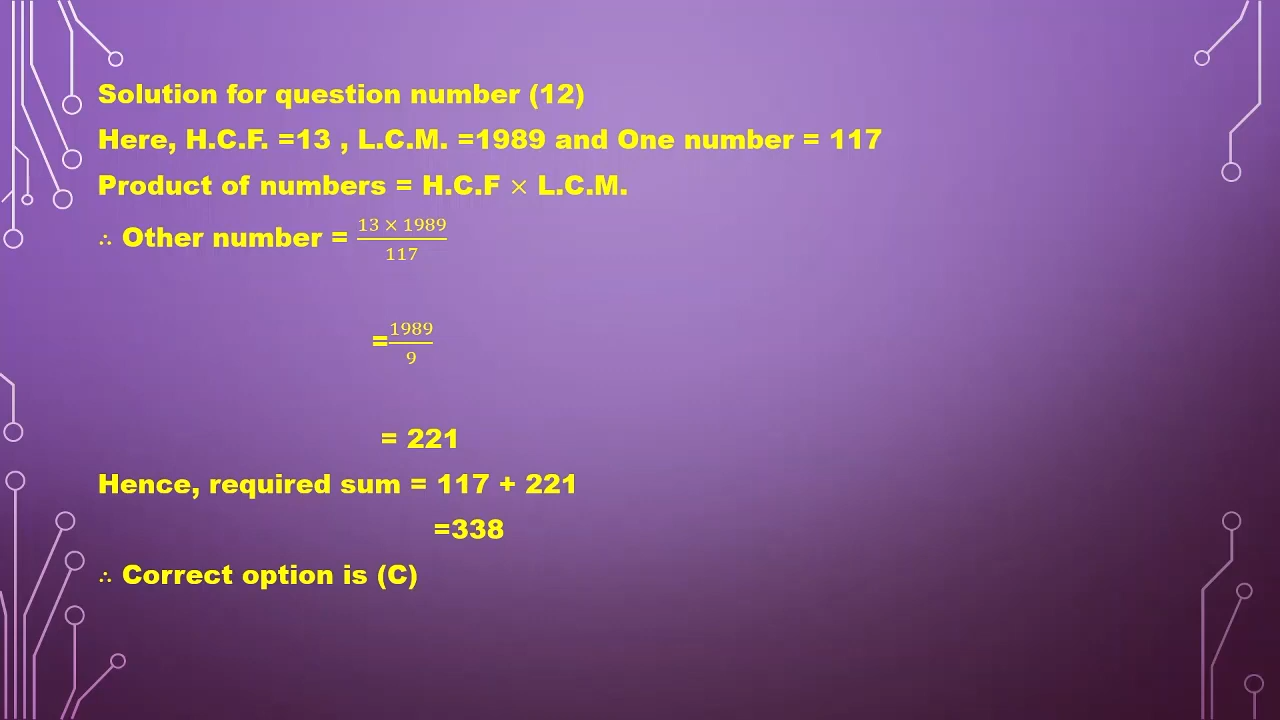 Solution for question number (12)
Here, H.C.F. =13 , L.C.M. =1989 and One number = 117
Product of numbers = H.C.F × L.C.M.
∴ Other number = 13 × 1989 / 117
= 1989 / 9
= 221
Hence, required sum = 117 + 221
=338
∴ Correct option is (C)